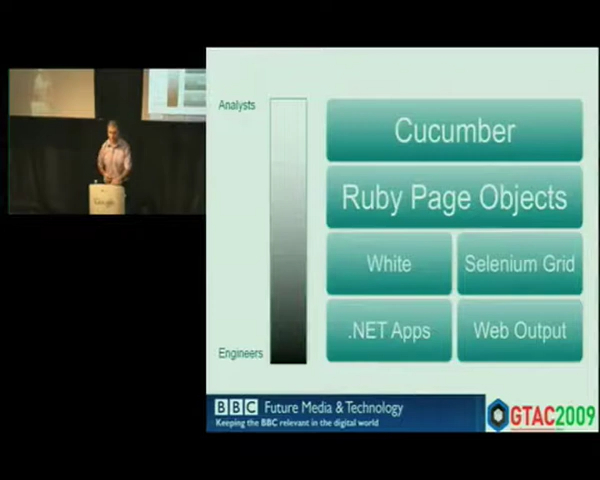 Analysts
Cucumber
Ruby Page Objects
White
Selenium Grid
.NET Apps
Web Output
Engineers
BBC Future Media & Technology
Keeping the BBC relevant in the digital world
GTAC2009
Google